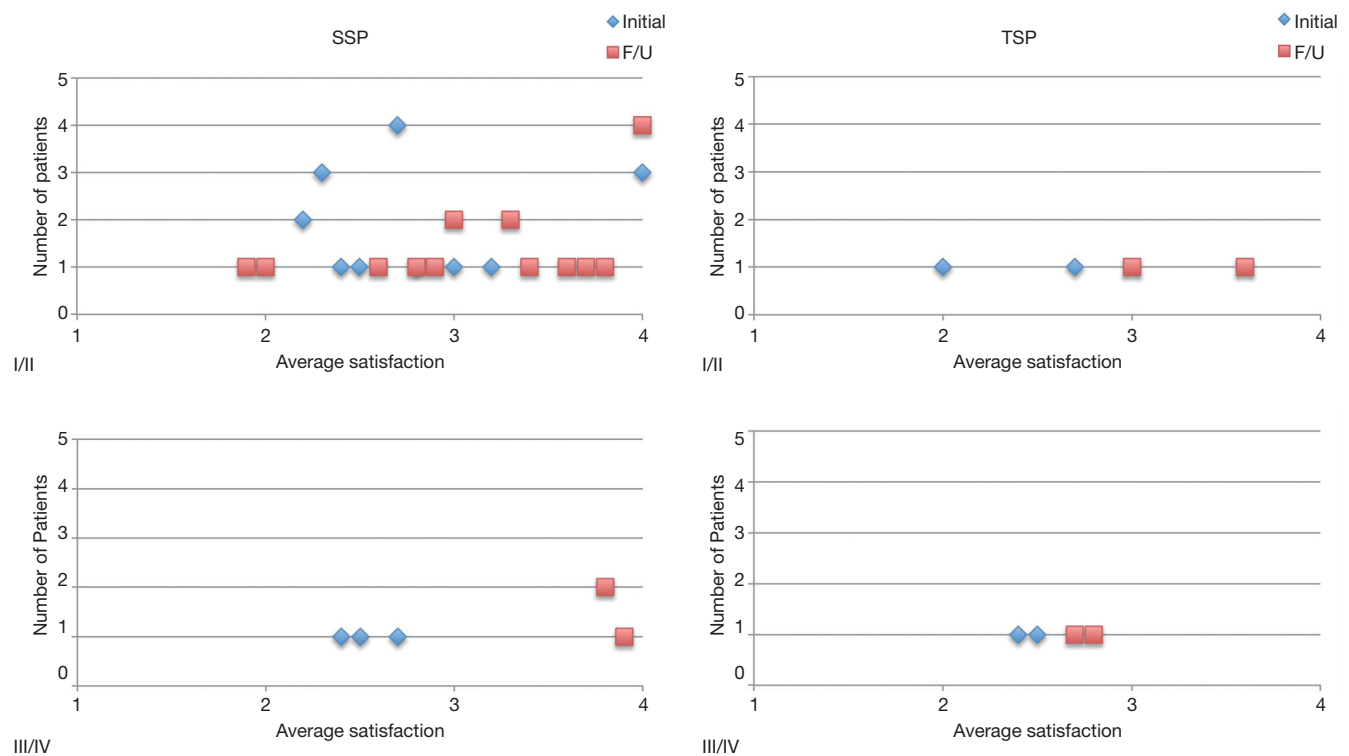 SSP
Initial
F/U
Number of patients
5
4
3
2
1
0
1 2 3 4
Average satisfaction
I/II
TSP
Initial
F/U
Number of patients
5
4
3
2
1
0
1 2 3 4
Average satisfaction
I/II
Number of Patients
5
4
3
2
1
0
1 2 3 4
Average satisfaction
III/IV
Number of Patients
5
4
3
2
1
0
1 2 3 4
Average satisfaction
III/IV